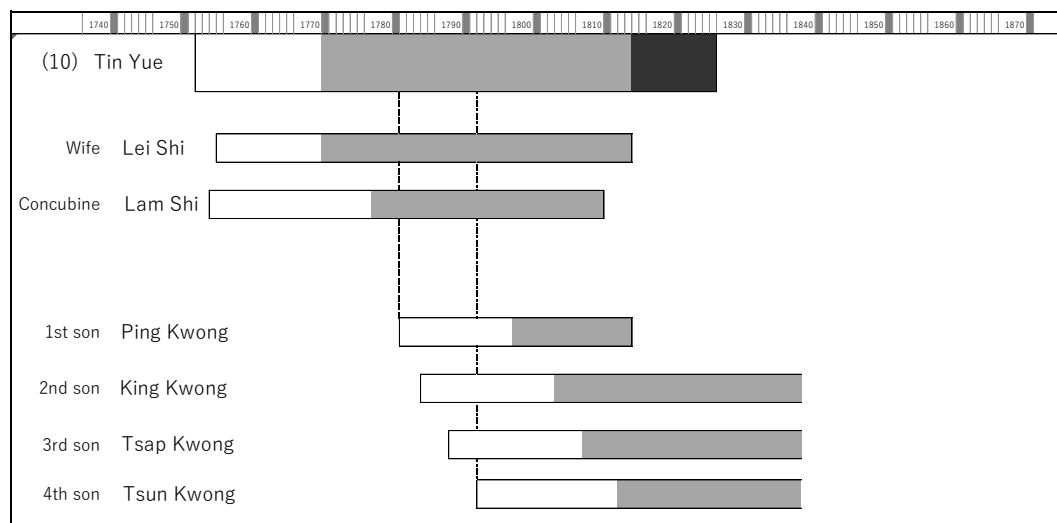 1740 1750 1760 1770 1780 1790 1800 1810 1820 1830 1840 1850 1860 1870
(10) Tin Yue
Wife Lei Shi
Concubine Lam Shi
1st son Ping Kwong
2nd son King Kwong
3rd son Tsap Kwong
4th son Tsun Kwong